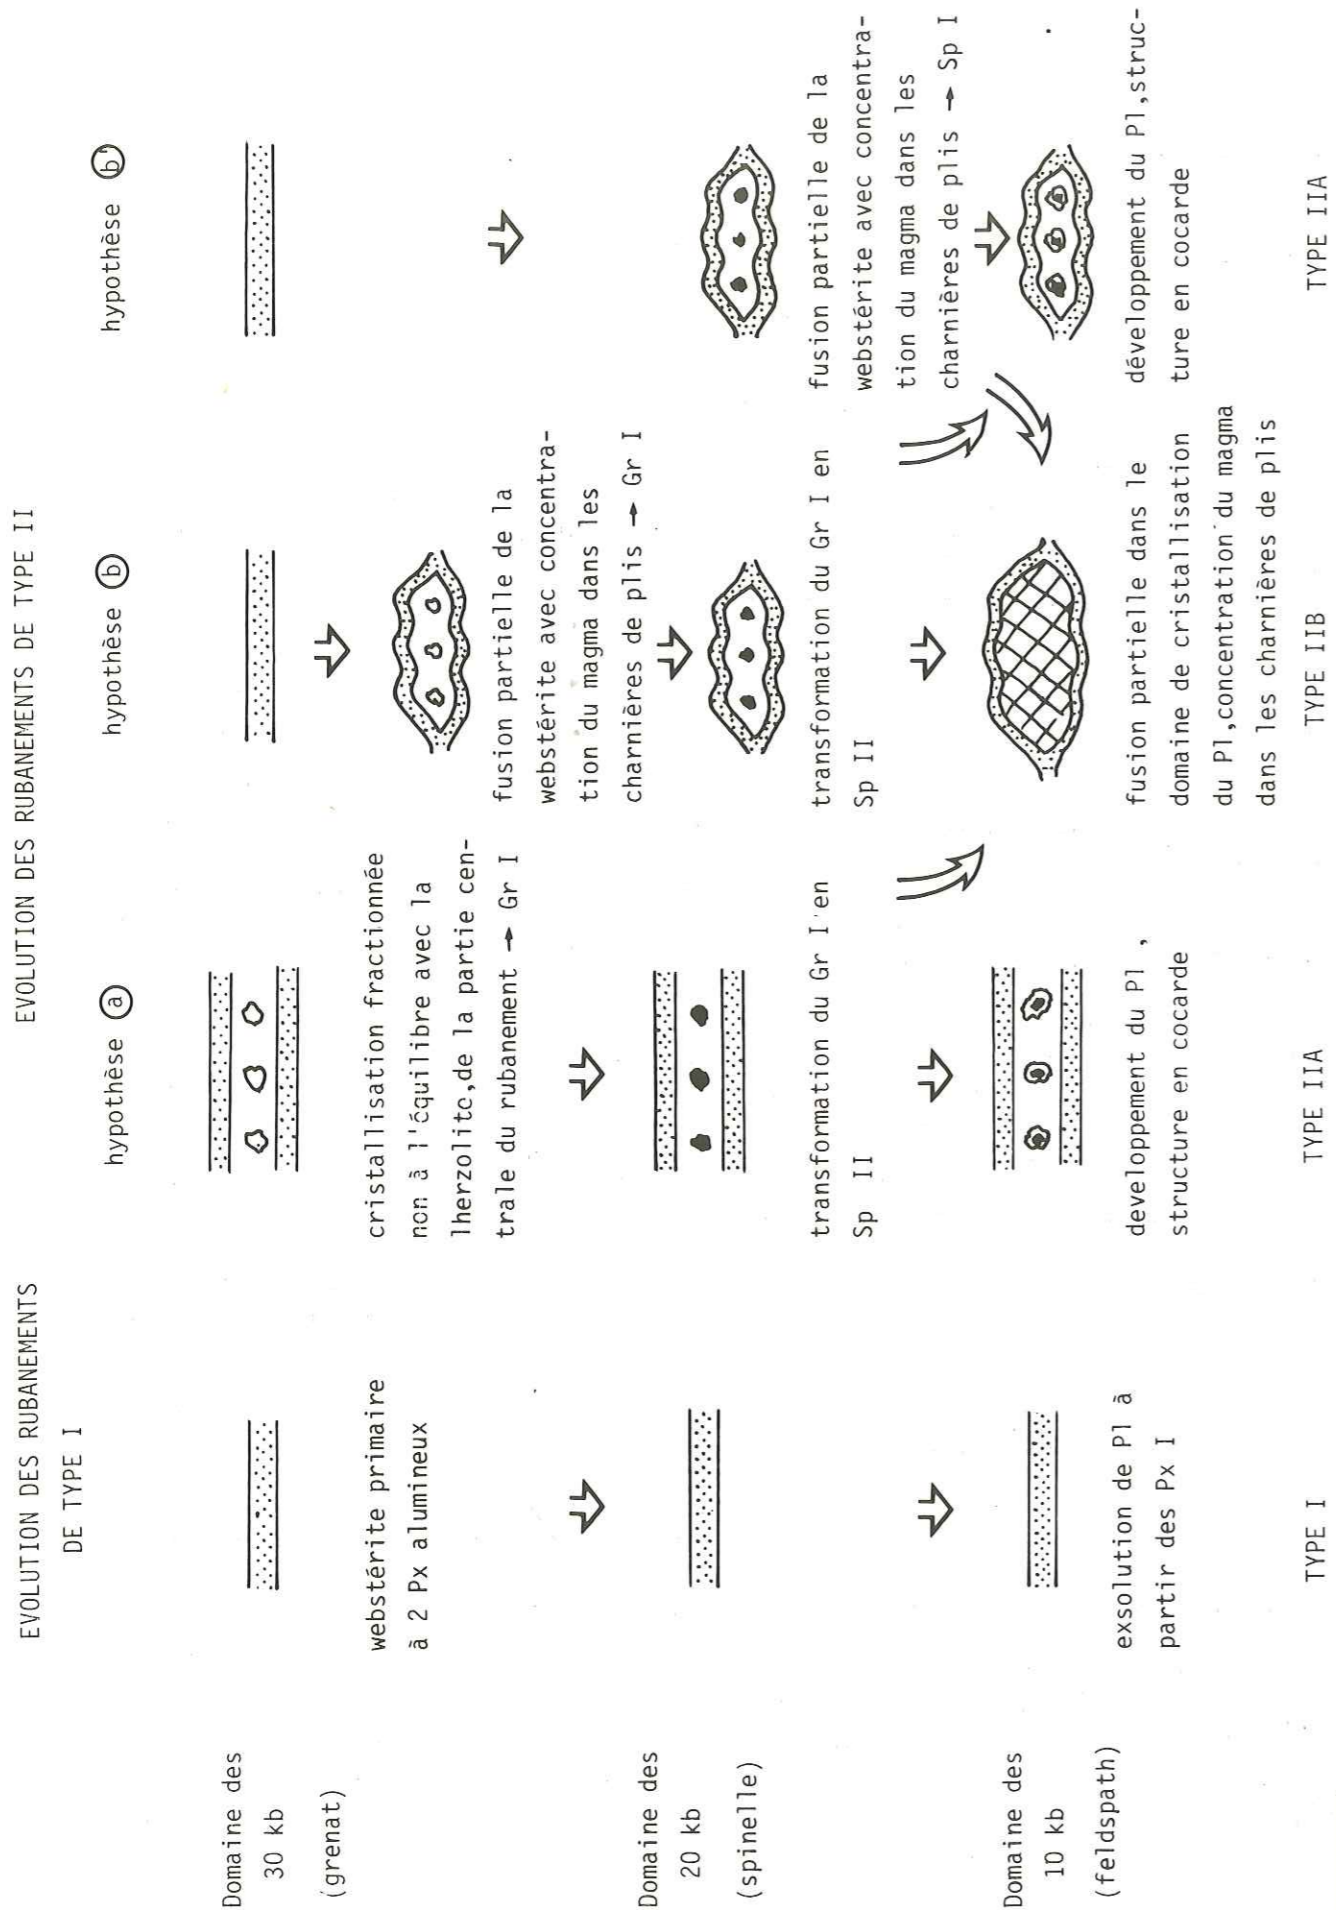 EVOLUTION DES RUBANEMENTS
DE TYPE I
EVOLUTION DES RUBANEMENTS DE TYPE II
hypothèse a
hypothèse b
hypothèse b'
Domaine des
30 kb
(grenat)
webstérite primaire
à 2 Px alumineux
cristallisation fractionnée
non à l'équilibre avec la
lherzolite,de la partie cen-
trale du rubanement → Gr I
fusion partielle de la
webstérite avec concentra-
tion du magma dans les
charnières de plis → Gr I
Domaine des
20 kb
(spinelle)
transformation du Gr I en
Sp II
transformation du Gr I en
Sp II
fusion partielle de la
webstérite avec concentra-
tion du magma dans les
charnières de plis → Sp I
Domaine des
10 kb
(feldspath)
exsolution de Pl à
partir des Px I
developpement du Pl ,
structure en cocarde
fusion partielle dans le
domaine de cristallisation
du Pl,concentration du magma
dans les charnières de plis
développement du Pl,struc-
ture en cocarde
TYPE I
TYPE IIA
TYPE IIB
TYPE IIA